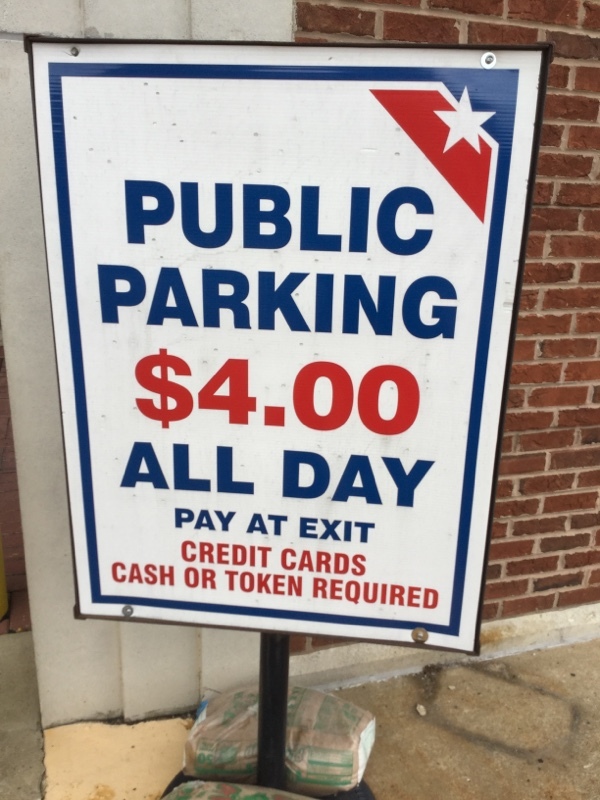 PUBLIC
PARKING
$4.00
ALL DAY
PAY AT EXIT
CREDIT CARDS
CASH OR TOKEN REQUIRED